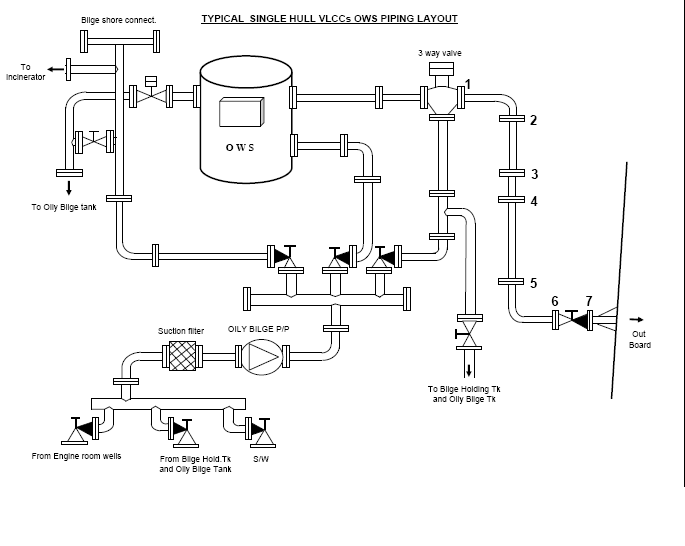 TYPICAL SINGLE HULL VLCCs OWS PIPING LAYOUT
Bilge shore connect.
To
Incinerator
3 way valve
1
2
O W S
3
4
To Oily Bilge tank
5
6
7
Out
Board
Suction filter
OILY BILGE P/P
To Bilge Holding Tk
and Oily Bilge Tk
From Engine room wells
From Bilge Hold.Tk
and Oily Bilge Tank
S/W